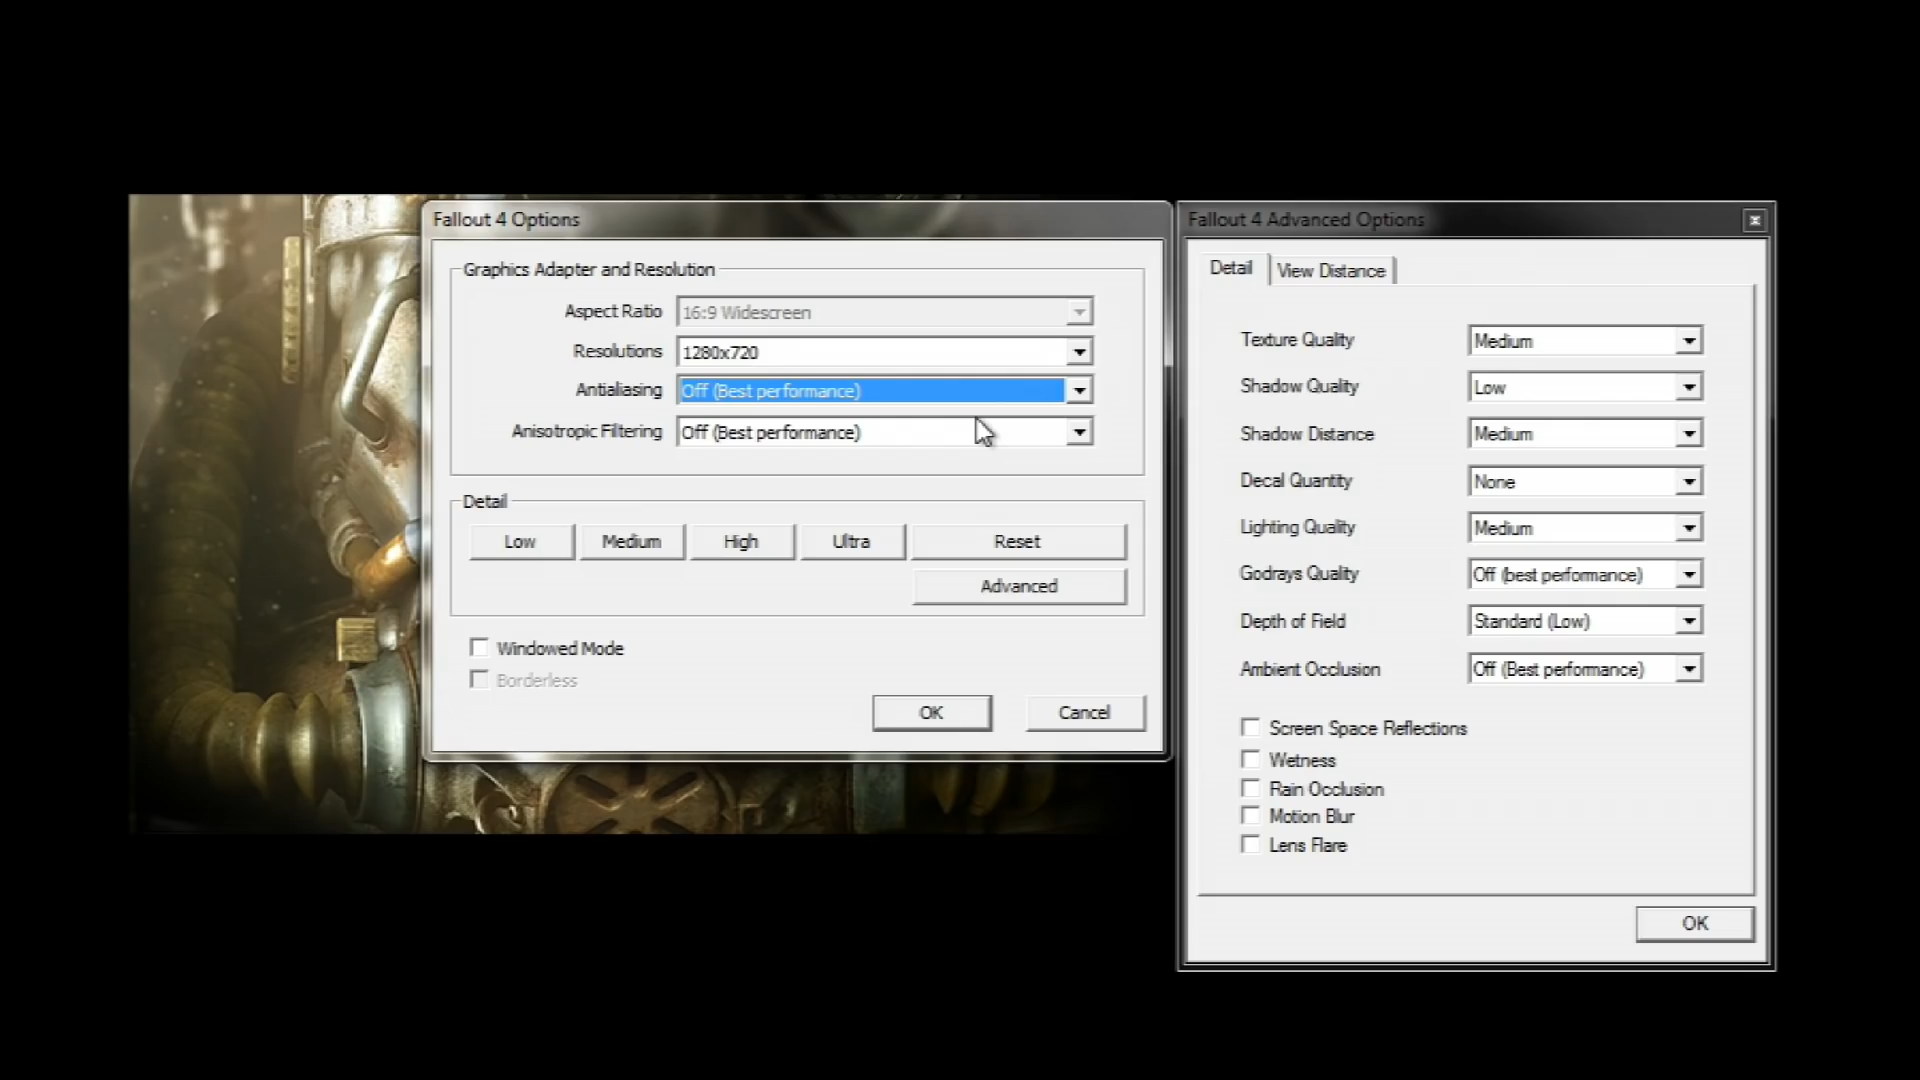 Fallout 4 Options
Graphics Adapter and Resolution
Aspect Ratio 16:9 Widescreen
Resolutions 1280x720
Antialiasing Off (Best performance)
Anisotropic Filtering Off (Best performance)
Detail
Low Medium High Ultra Reset
Advanced
Windowed Mode
Borderless
OK Cancel
Fallout 4 Advanced Options
Detail View Distance
Texture Quality Medium
Shadow Quality Low
Shadow Distance Medium
Decal Quantity None
Lighting Quality Medium
Godrays Quality Off (best performance)
Depth of Field Standard (Low)
Ambient Occlusion Off (Best performance)
Screen Space Reflections
Wetness
Rain Occlusion
Motion Blur
Lens Flare
OK